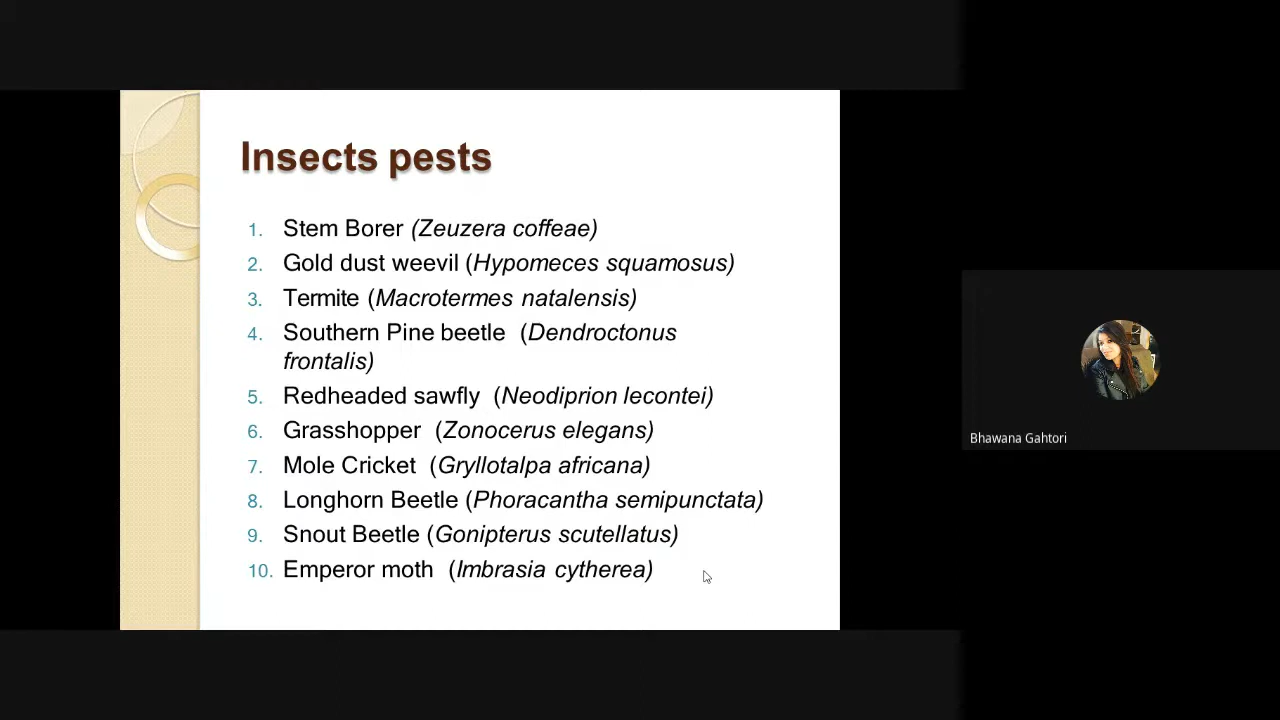 Insects pests
1. Stem Borer (Zeuzera coffeae)
2. Gold dust weevil (Hypomeces squamosus)
3. Termite (Macrotermes natalensis)
4. Southern Pine beetle (Dendroctonus
frontalis)
5. Redheaded sawfly (Neodiprion lecontei)
6. Grasshopper (Zonocerus elegans)
7. Mole Cricket (Gryllotalpa africana)
8. Longhorn Beetle (Phoracantha semipunctata)
9. Snout Beetle (Gonipterus scutellatus)
10. Emperor moth (Imbrasia cytherea)
Bhawana Gahtori